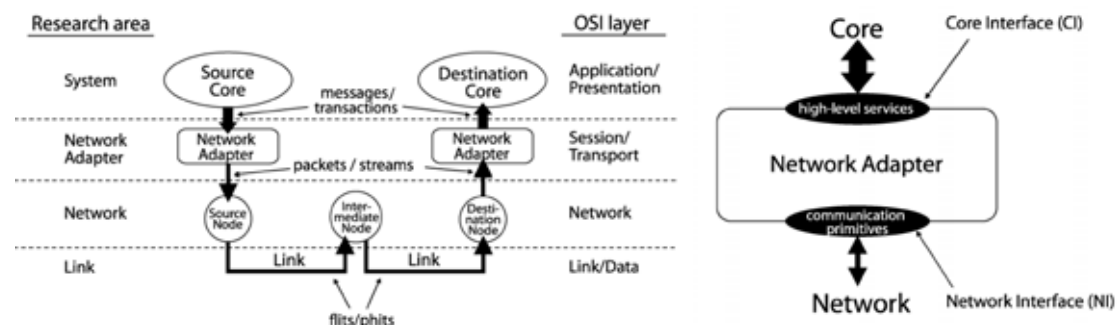 Research area
OSI layer
System
Source
Core
Destination
Core
Application/
Presentation
messages/
transactions
Network
Adapter
Network
Adapter
Network
Adapter
Session/
Transport
packets / streams
Network
Source
Node
Inter-
mediate
Node
Desti-
nation
Node
Network
Link
Link
Link
Link/Data
flits/phits
Core
Core Interface (CI)
high-level services
Network Adapter
communication
primitives
Network
Network Interface (NI)